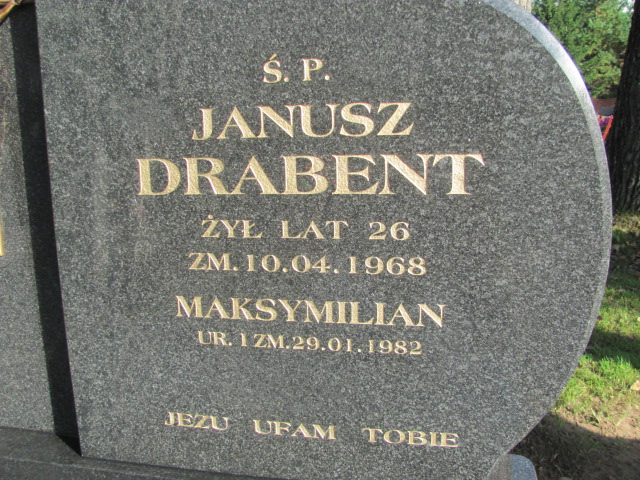 Ś. P.
JANUSZ
DRABENT
ŻYŁ LAT 26
ZM. 10.04.1968
MAKSYMILIAN
UR. I ZM. 29.01.1982
JEZU UFAM TOBIE